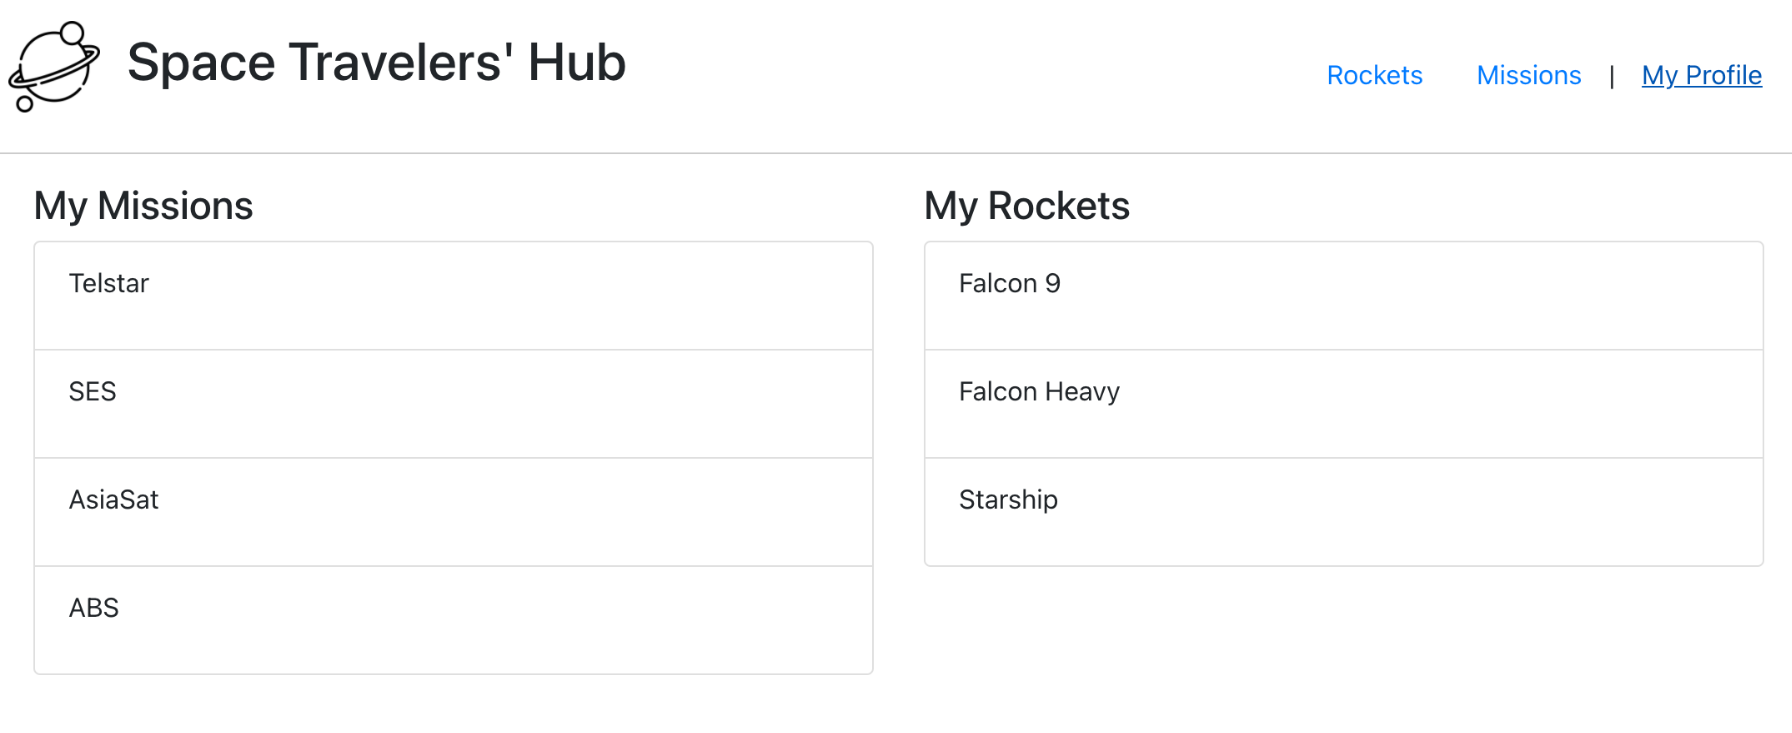 Space Travelers' Hub
Rockets Missions | My Profile
My Missions
Telstar
SES
AsiaSat
ABS
My Rockets
Falcon 9
Falcon Heavy
Starship